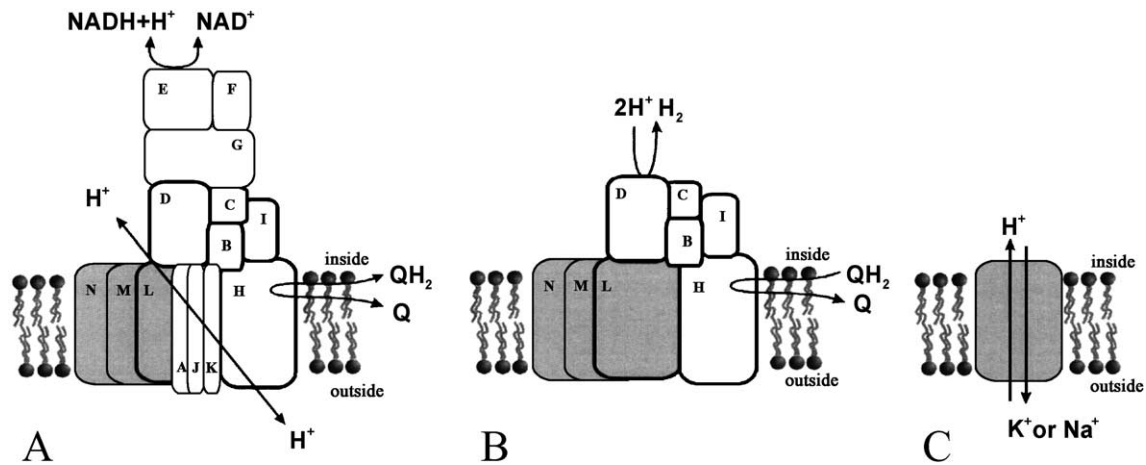 NADH+H⁺ NAD⁺
E F
G
H⁺
D C I
B
N M L H
A J K
inside
QH₂
Q
outside
H⁺
A
2H⁺ H₂
D C I
B
N M L H
inside
QH₂
Q
outside
B
H⁺
inside
outside
K⁺ or Na⁺
C